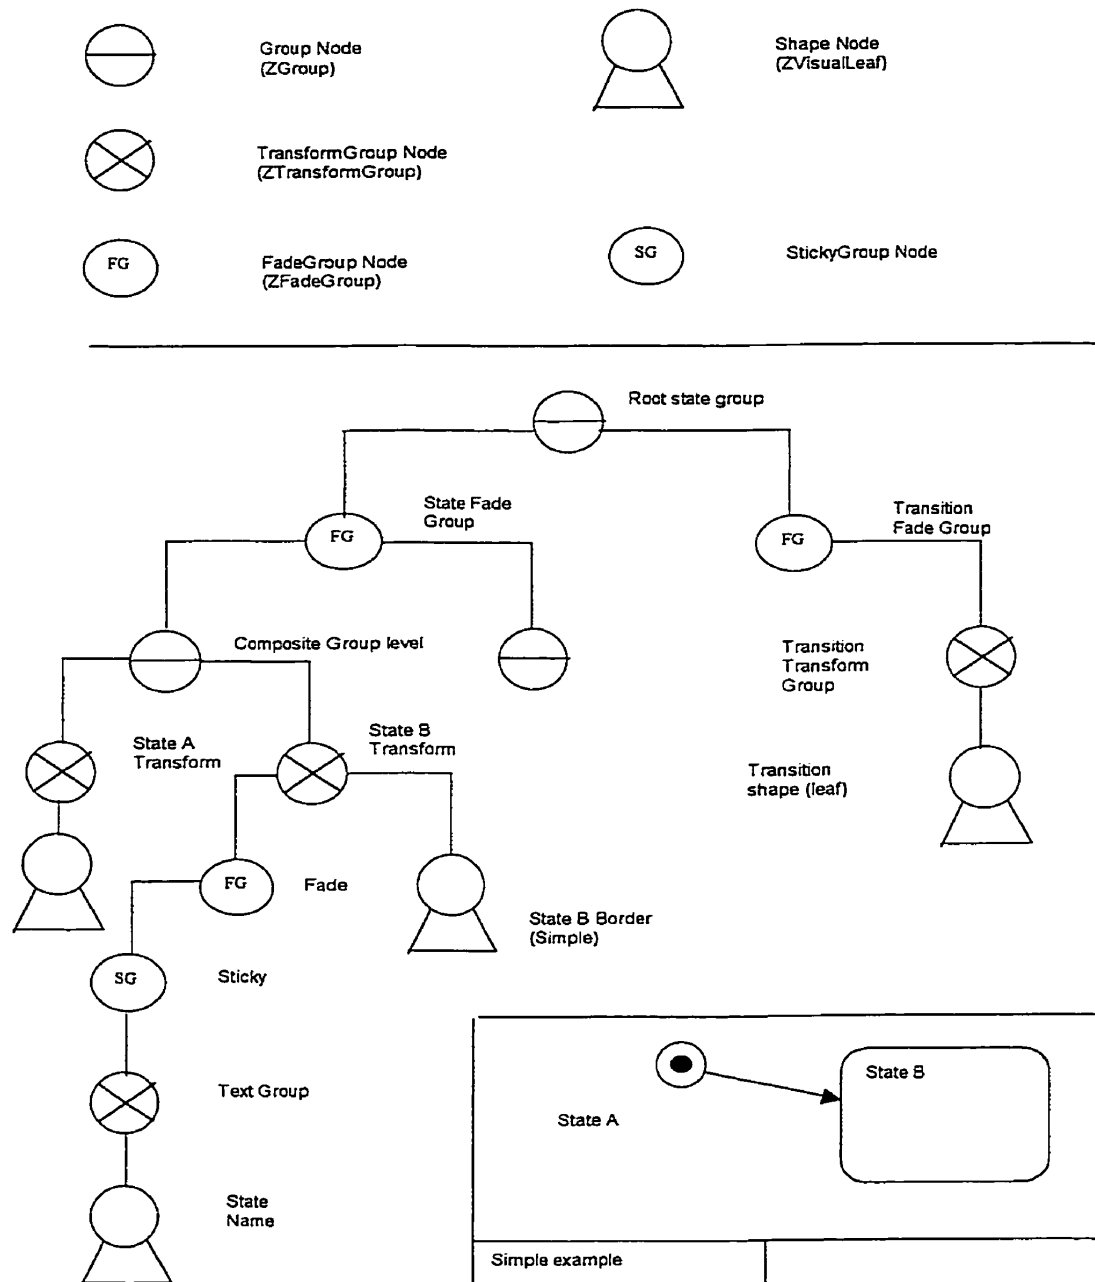 Group Node
(ZGroup)
Shape Node
(ZVisualLeaf)
TransformGroup Node
(ZTransformGroup)
FG
FadeGroup Node
(ZFadeGroup)
SG
StickyGroup Node
Root state group
State Fade
Group
FG
Transition
Fade Group
FG
Composite Group level
Transition
Transform
Group
State A
Transform
State B
Transform
Transition
shape (leaf)
FG
Fade
State B Border
(Simple)
SG
Sticky
State B
Text Group
State A
State
Name
Simple example